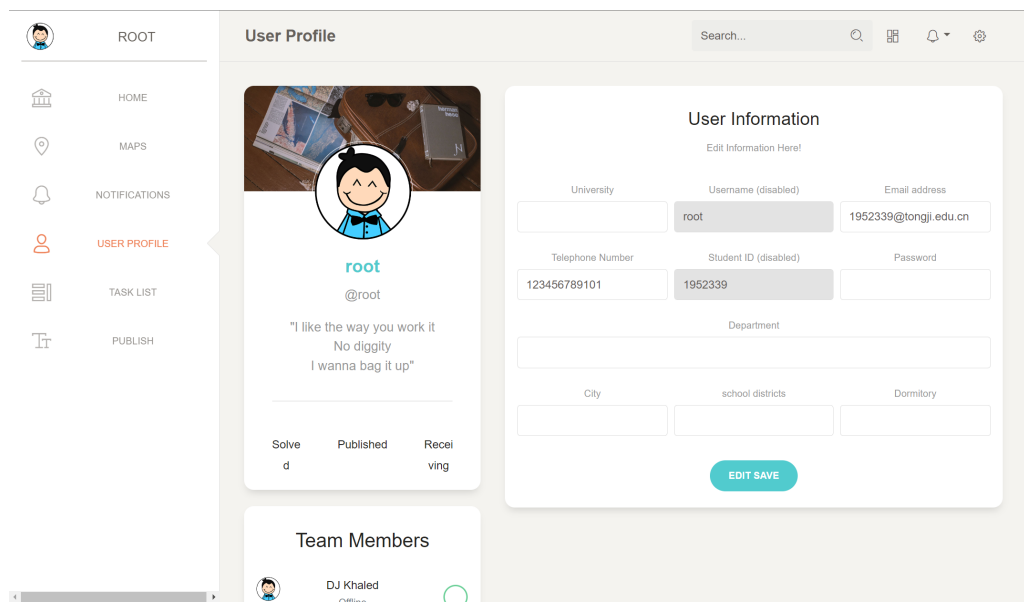 ROOT
User Profile
Search...
HOME
MAPS
NOTIFICATIONS
USER PROFILE
TASK LIST
PUBLISH
root
@root
"I like the way you work it
No diggity
I wanna bag it up"
Solve
d
Published
Recei
ving
Team Members
DJ Khaled
Offline
User Information
Edit Information Here!
University
Username (disabled)
Email address
root
1952339@tongji.edu.cn
Telephone Number
Student ID (disabled)
Password
123456789101
1952339
Department
City
school districts
Dormitory
EDIT SAVE